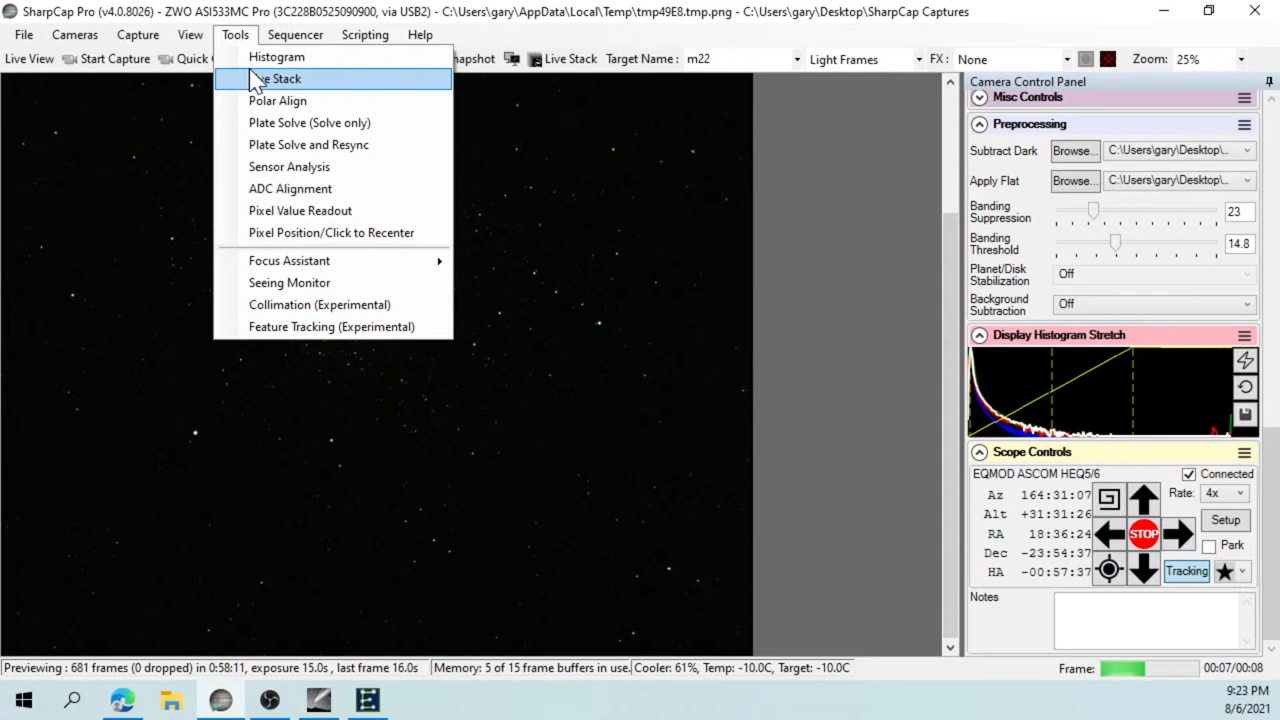 SharpCap Pro (v4.0.8026) - ZWO ASI533MC Pro (3C228B0525090900, via USB2) - C:\Users\gary\AppData\Local\Temp\tmp49E8.tmp.png - C:\Users\gary\Desktop\SharpCap Captures
File Cameras Capture View Tools Sequencer Scripting Help
Live View Start Capture Quick Live Stack Target Name : m22 Light Frames FX : None Zoom: 25%
Histogram
Stack
Polar Align
Plate Solve (Solve only)
Plate Solve and Resync
Sensor Analysis
ADC Alignment
Pixel Value Readout
Pixel Position/Click to Recenter
Focus Assistant
Seeing Monitor
Collimation (Experimental)
Feature Tracking (Experimental)
Camera Control Panel
Misc Controls
Preprocessing
Subtract Dark Browse... C:\Users\gary\Desktop\...
Apply Flat Browse... C:\Users\gary\Desktop\...
Banding
Suppression 23
Banding
Threshold 14.8
Planet/Disk
Stabilization Off
Background
Subtraction Off
Display Histogram Stretch
Scope Controls
EQMOD ASCOM HEQ5/6 Connected
Az 164:31:07 Rate: 4x
Alt +31:31:26 Setup
RA 18:36:24 STOP
Dec -23:54:37 Park
HA -00:57:37 Tracking
Notes
Previewing : 681 frames (0 dropped) in 0:58:11, exposure 15.0s , last frame 16.0s Memory: 5 of 15 frame buffers in use. Cooler: 61%, Temp: -10.0C, Target: -10.0C Frame: 00:07/00:08
9:23 PM
8/6/2021